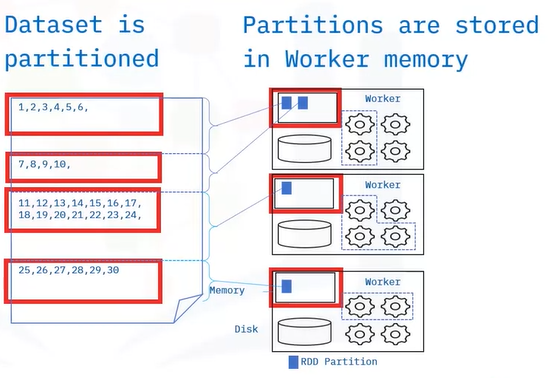 Dataset is
partitioned
Partitions are stored
in Worker memory
1,2,3,4,5,6,
7,8,9,10,
11,12,13,14,15,16,17,
18,19,20,21,22,23,24,
25,26,27,28,29,30
Worker
Worker
Worker
Memory
Disk
RDD Partition